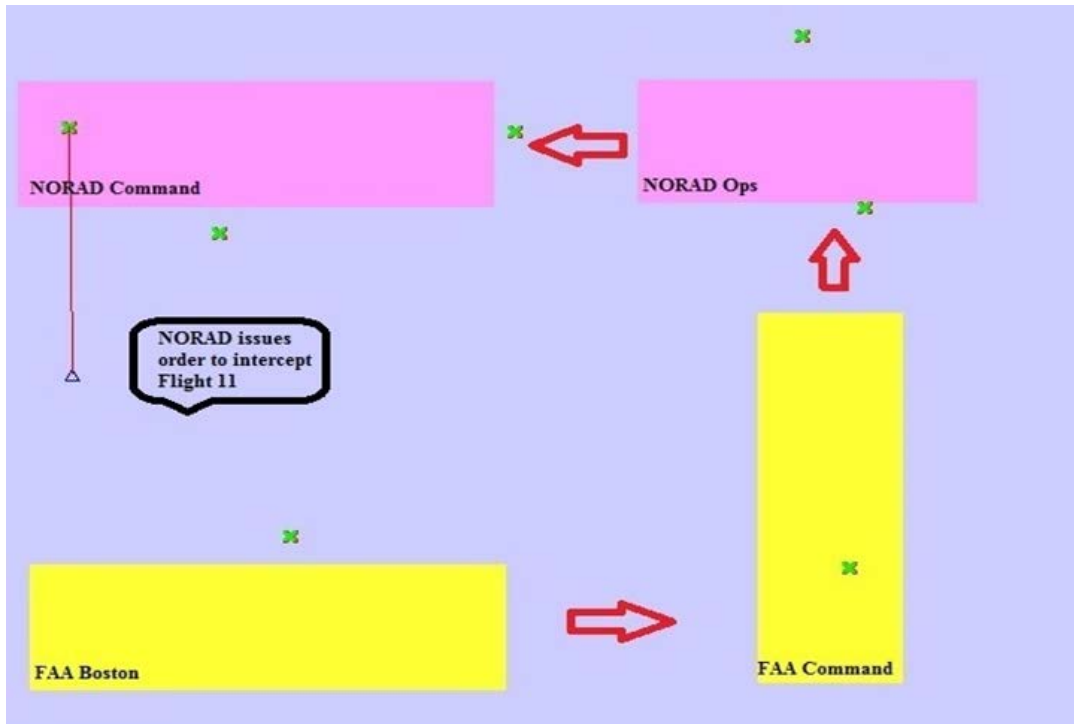 NORAD Command
NORAD Ops
NORAD issues
order to intercept
Flight 11
FAA Boston
FAA Command